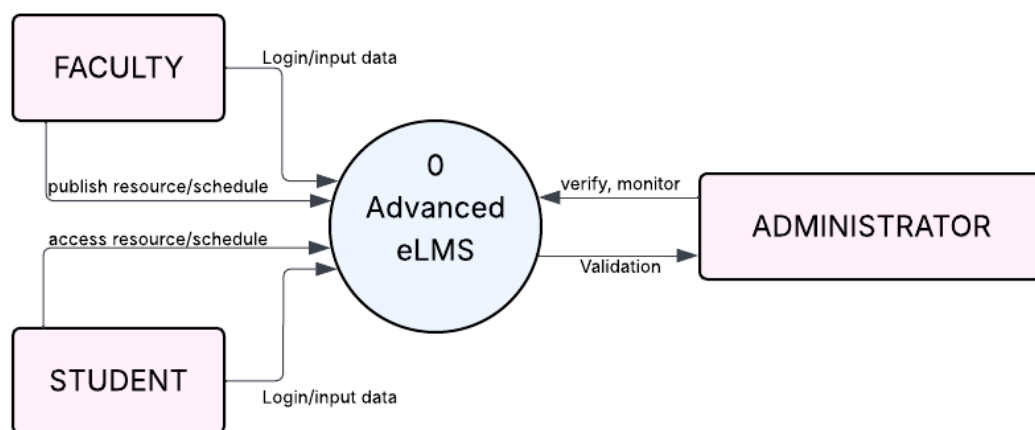 FACULTY
Login/input data
publish resource/schedule
access resource/schedule
STUDENT
Login/input data
0
Advanced
eLMS
verify, monitor
Validation
ADMINISTRATOR